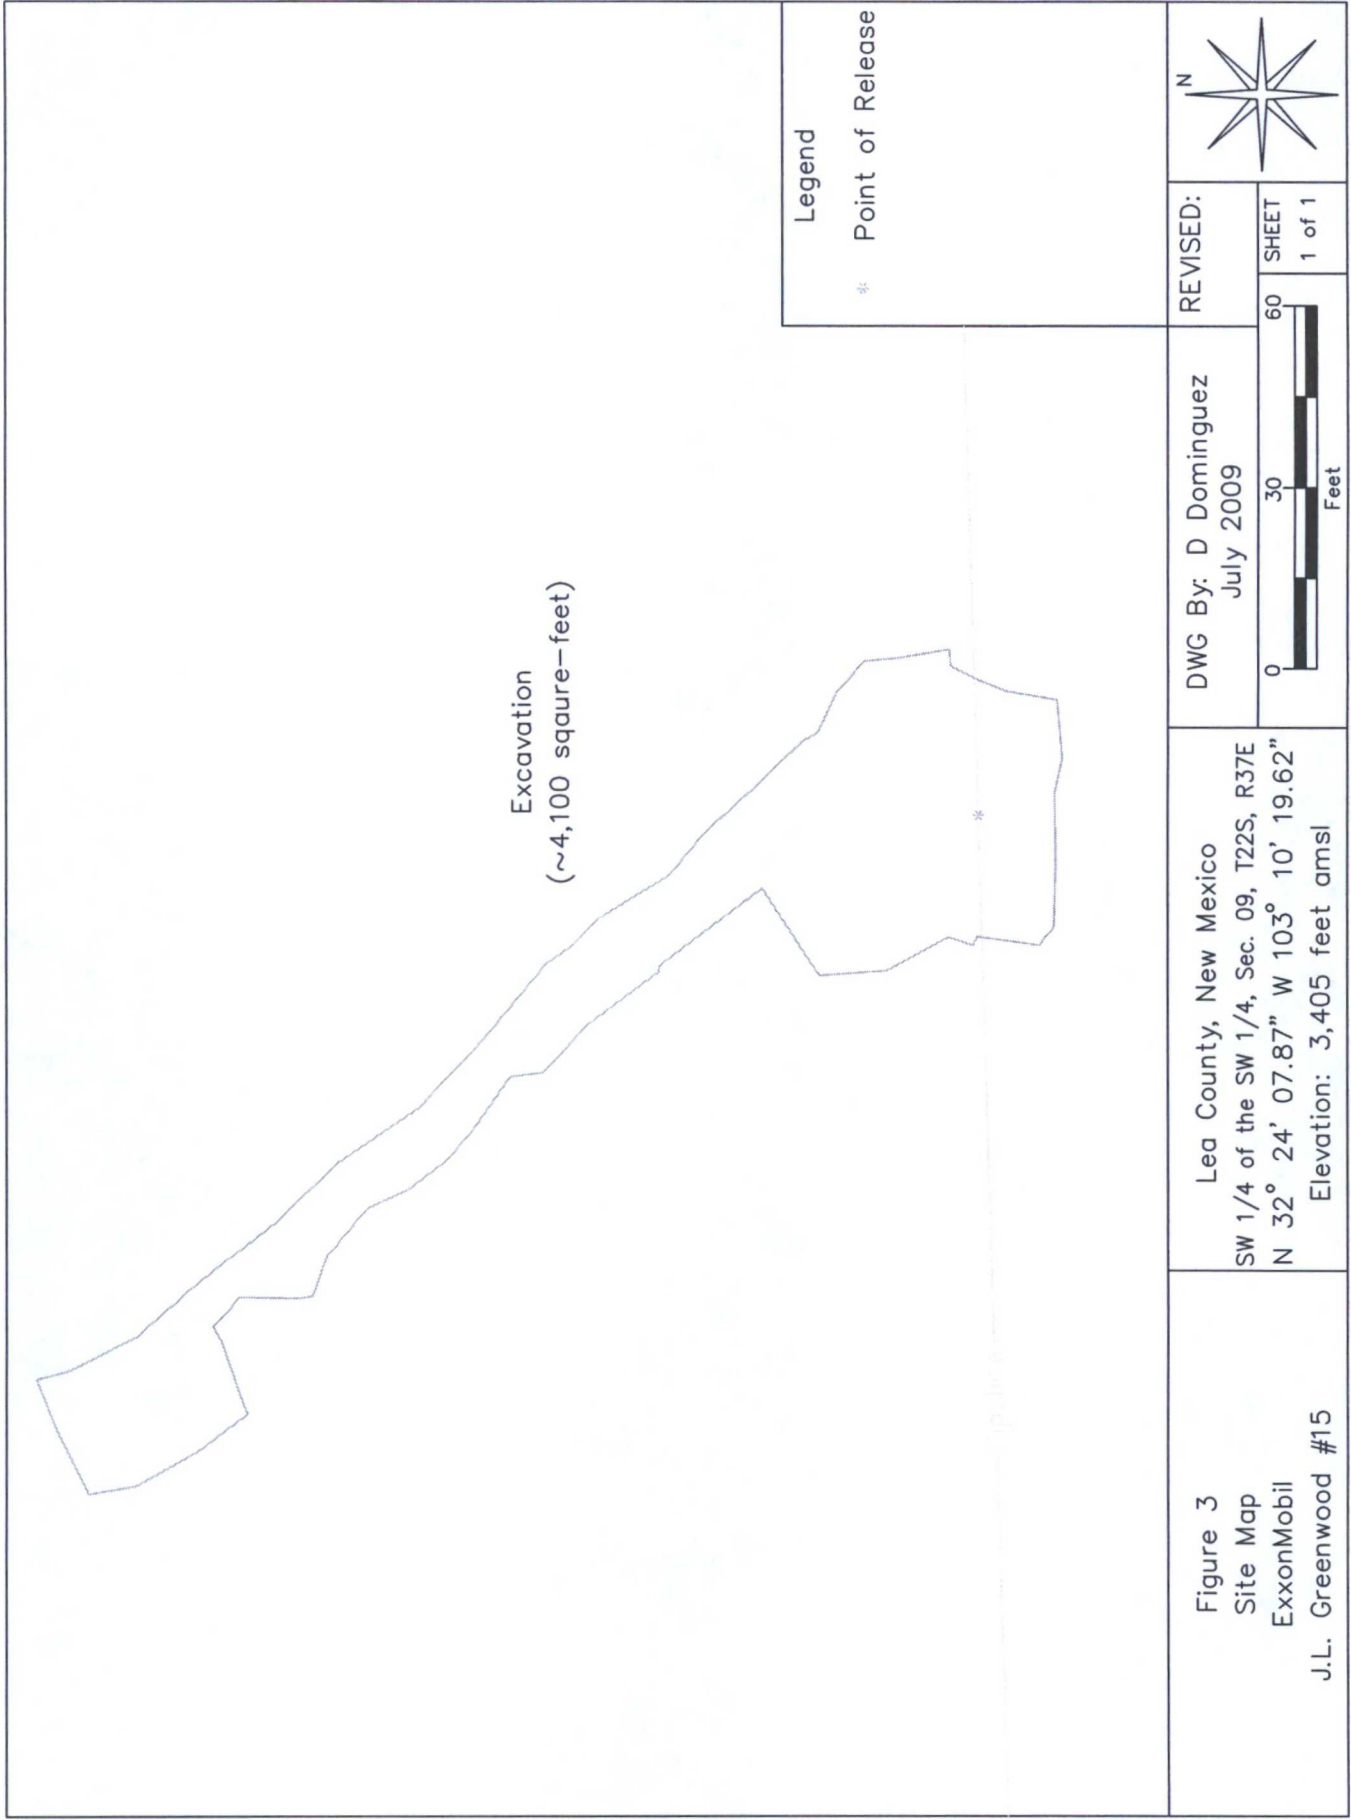 Excavation
(~4,100 sqaure-feet)
Legend
* Point of Release
Figure 3
Site Map
ExxonMobil
J.L. Greenwood #15
Lea County, New Mexico
SW 1/4 of the SW 1/4, Sec. 09, T22S, R37E
N 32° 24' 07.87" W 103° 10' 19.62"
Elevation: 3,405 feet amsl
DWG By: D Dominguez
July 2009
REVISED:
0 30 60
Feet
SHEET
1 of 1
N